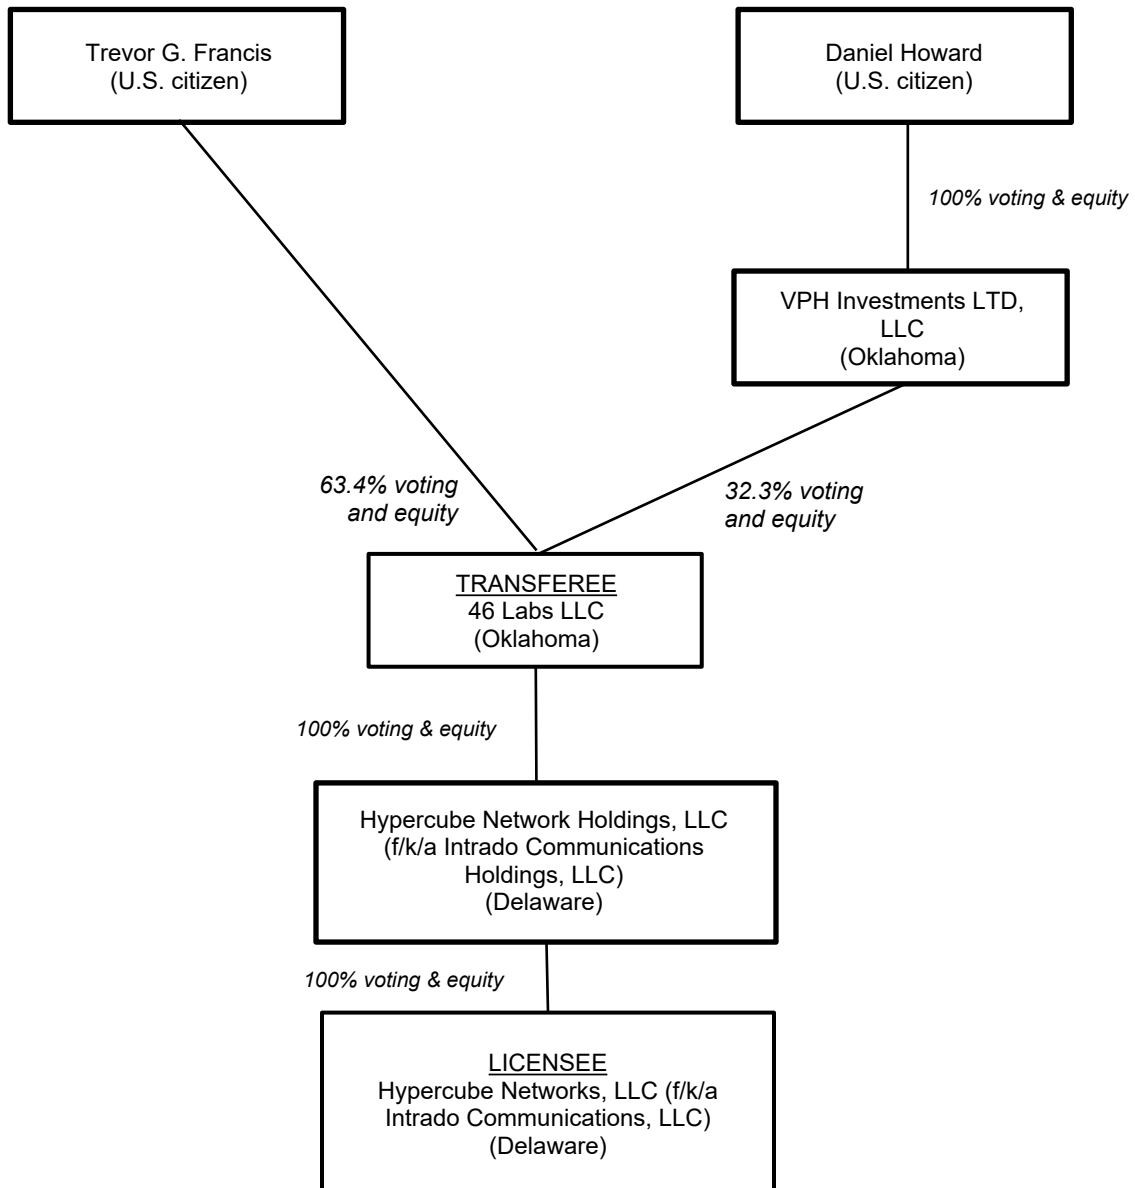 Trevor G. Francis
(U.S. citizen)
Daniel Howard
(U.S. citizen)
100% voting & equity
VPH Investments LTD,
LLC
(Oklahoma)
63.4% voting
and equity
32.3% voting
and equity
TRANSFEREE
46 Labs LLC
(Oklahoma)
100% voting & equity
Hypercube Network Holdings, LLC
(f/k/a Intrado Communications
Holdings, LLC)
(Delaware)
100% voting & equity
LICENSEE
Hypercube Networks, LLC (f/k/a
Intrado Communications, LLC)
(Delaware)